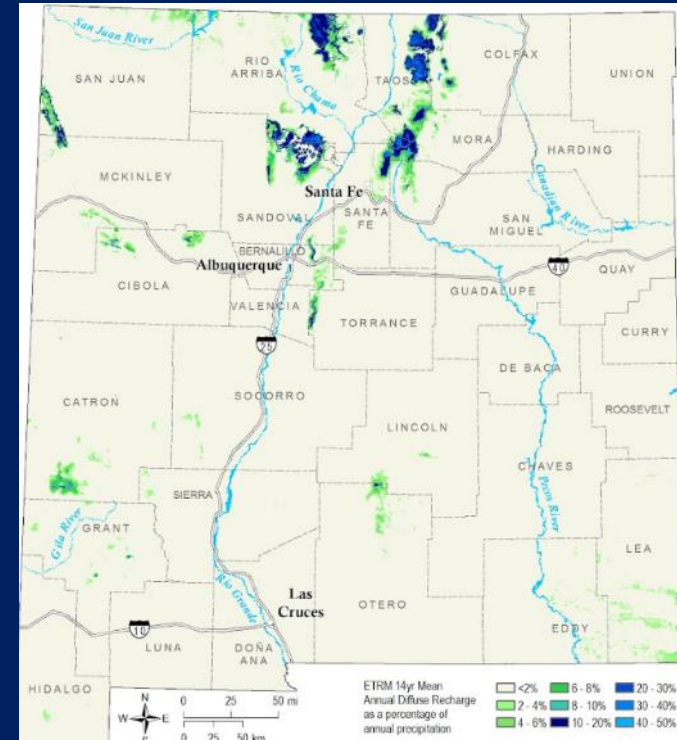 San Juan River
COLFAX
RIO
ARRIBA
TAOS
UNION
SAN JUAN
Rio Chama
MORA
HARDING
MCKINLEY
LA
Canadian River
Santa Fe
SANDOVAL
SANTA
FE
SAN
MIGUEL
BERNALILLO
Albuquerque
40
QUAY
CIBOLA
GUADALUPE
VALENCIA
TORRANCE
CURRY
25
DE BACA
SOCORRO
CATRON
ROOSEVELT
LINCOLN
CHAVES
SIERRA
Pecos River
GRANT
Gila River
LEA
Las
Cruces
Rio Grande
OTERO
EDDY
10
LUNA
DOÑA
ANA
HIDALGO
N
W E
S
0 25 50 mi
0 25 50 km
ETRM 14yr Mean
Annual Diffuse Recharge
as a percentage of
annual precipitation
<2% 6 - 8% 20 - 30%
2 - 4% 8 - 10% 30 - 40%
4 - 6% 10 - 20% 40 - 50%